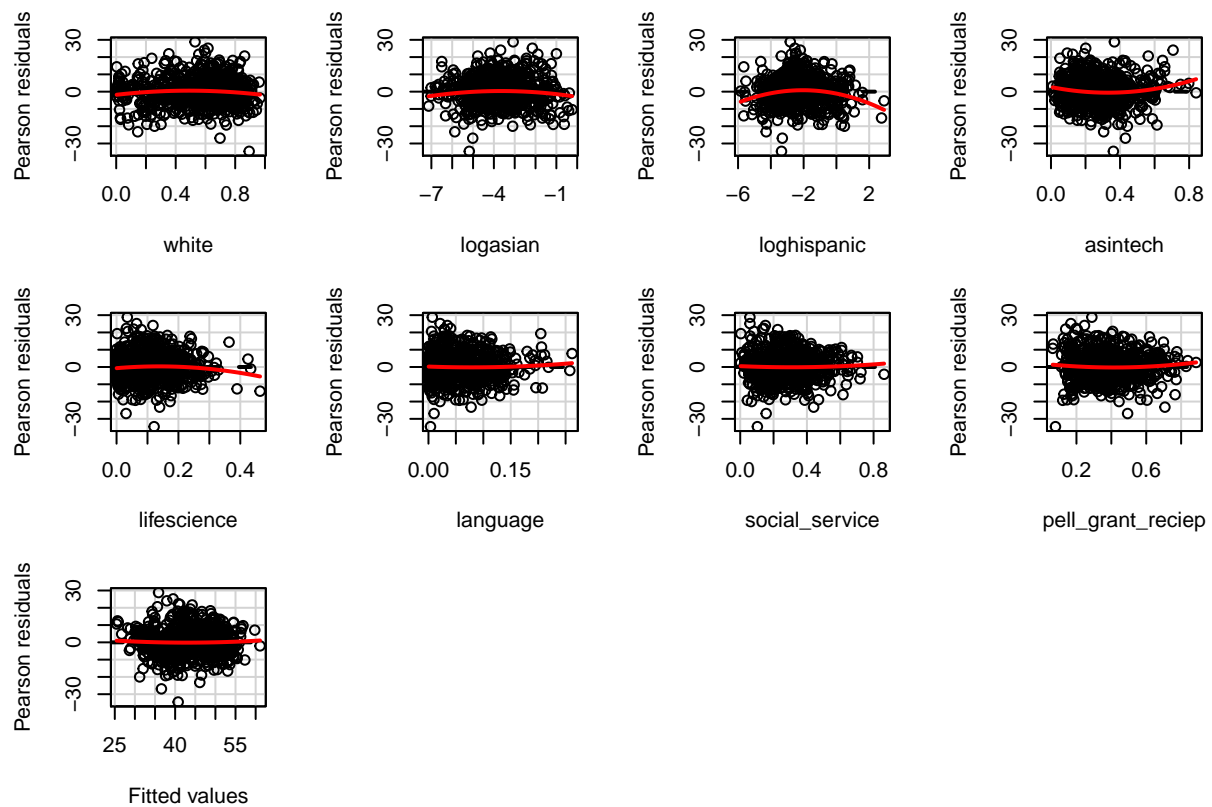 Pearson residuals
30
0
−30
0.0 0.4 0.8
white
Pearson residuals
30
0
−30
−7 −4 −1
logasian
Pearson residuals
30
0
−30
−6 −2 2
loghispanic
Pearson residuals
30
0
−30
0.0 0.4 0.8
asintech
Pearson residuals
30
0
−30
0.0 0.2 0.4
lifescience
Pearson residuals
30
0
−30
0.00 0.15
language
Pearson residuals
30
0
−30
0.0 0.4 0.8
social_service
Pearson residuals
30
0
−30
0.2 0.6
pell_grant_reciep
Pearson residuals
30
0
−30
25 40 55
Fitted values